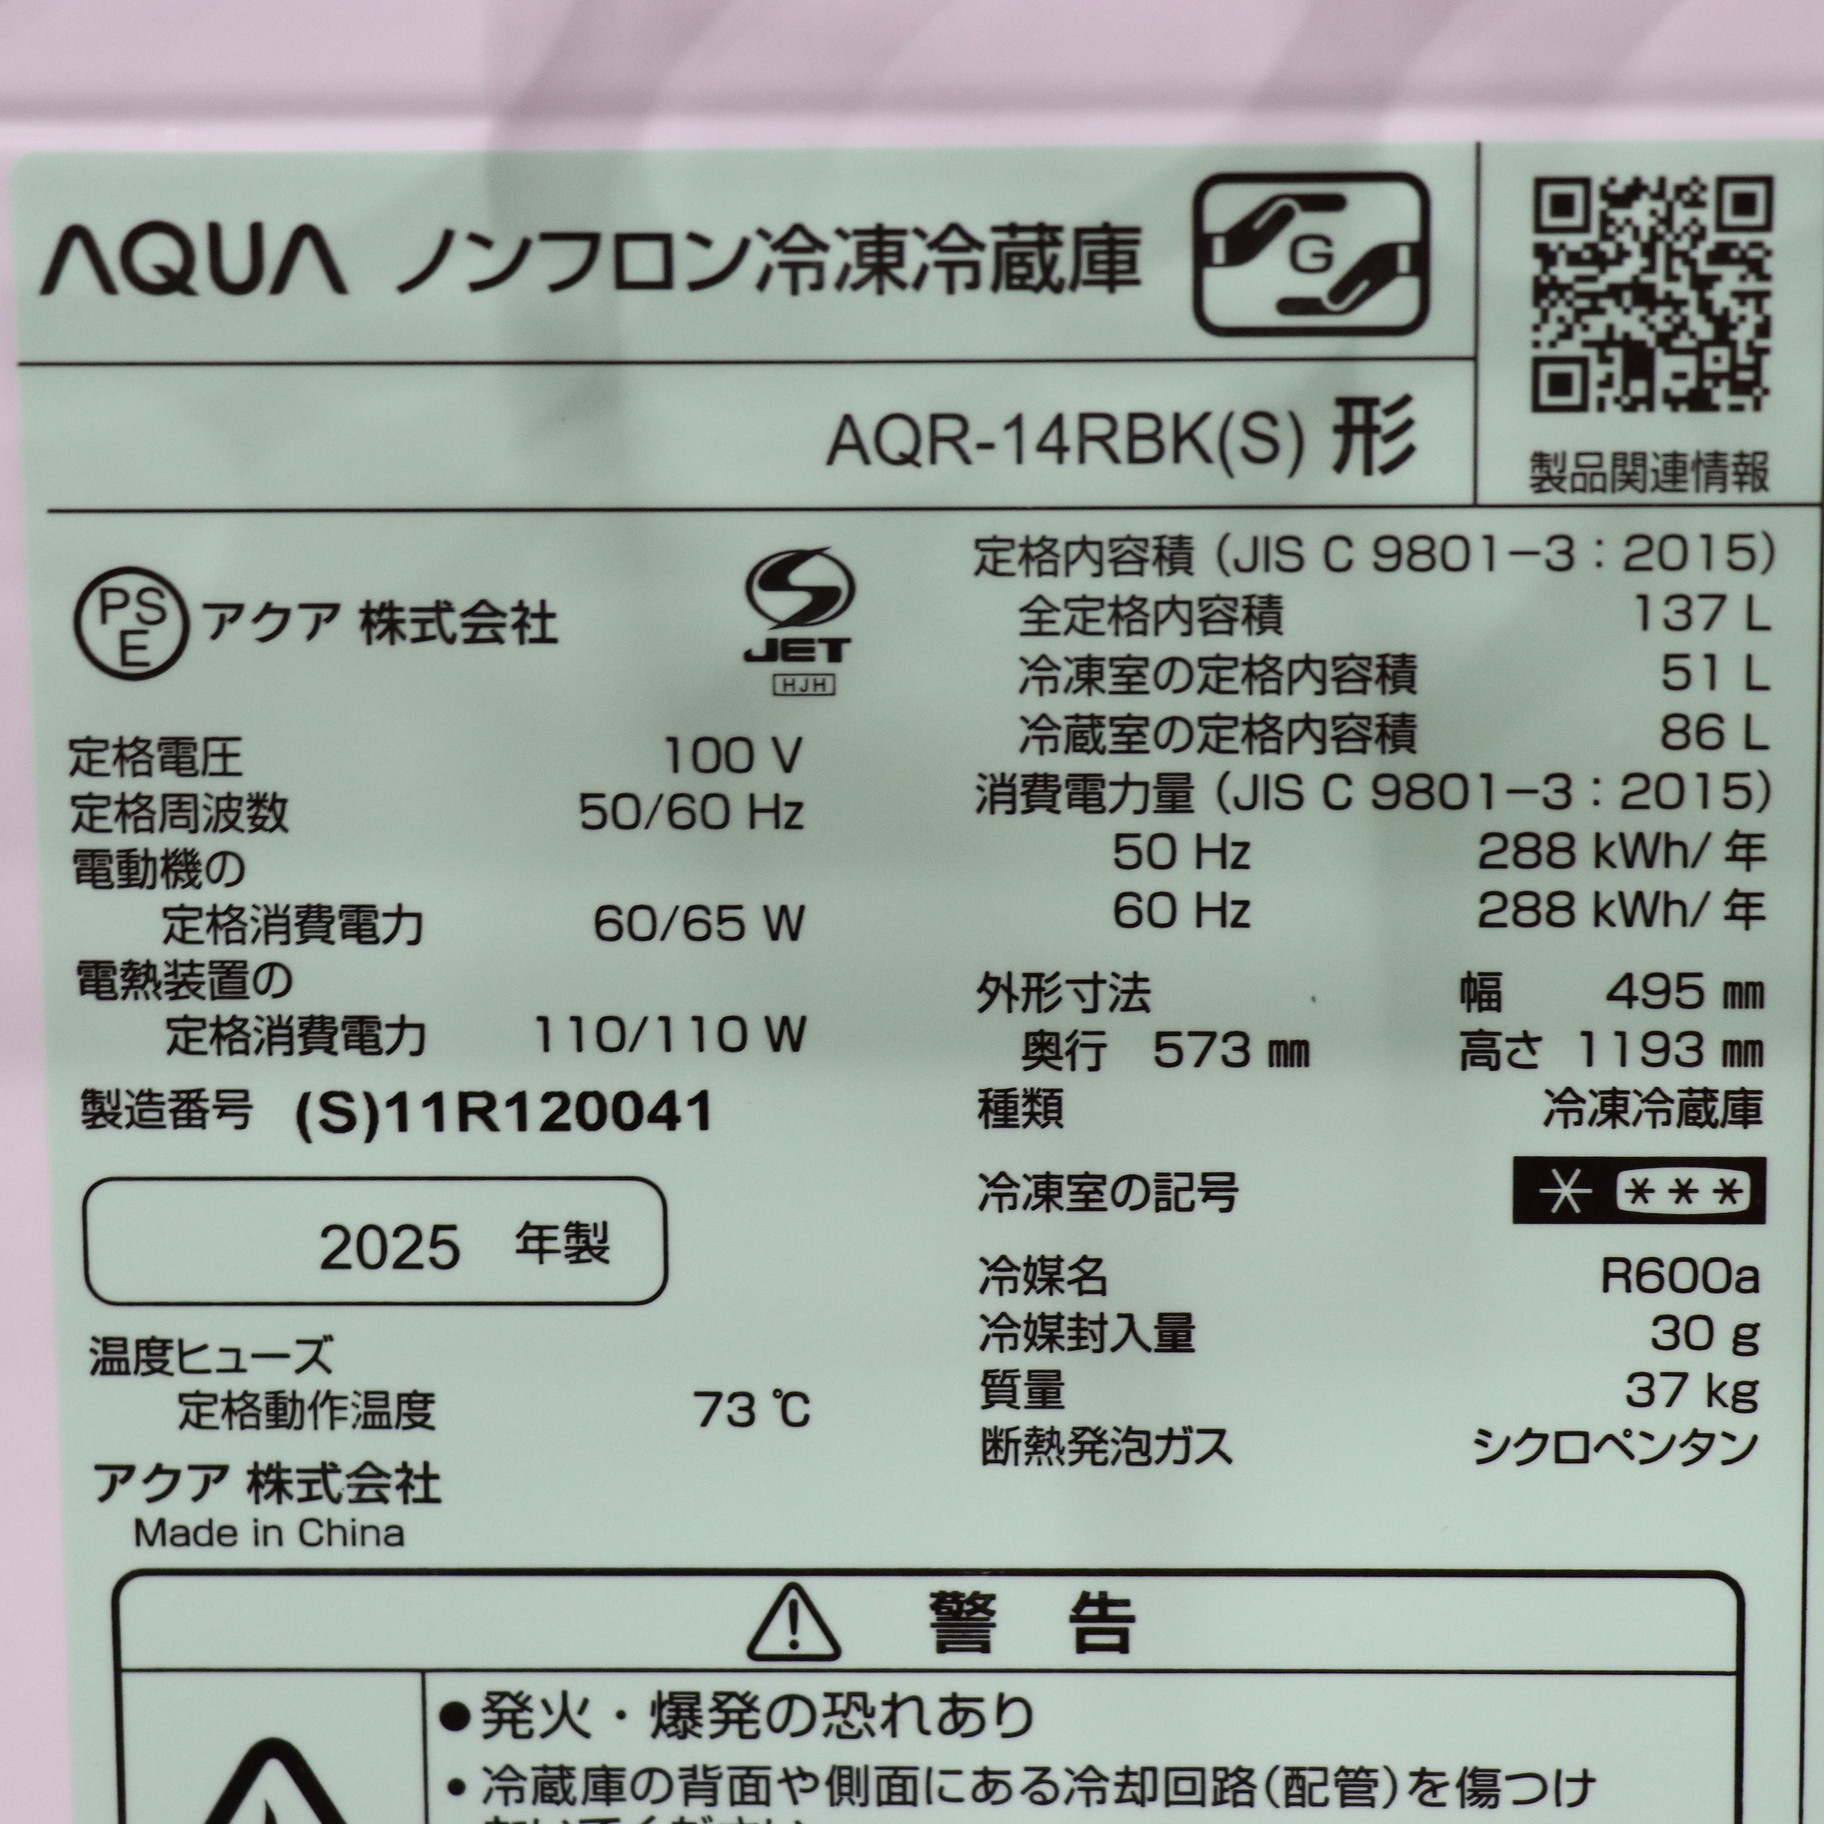 AQUA ノンフロン冷凍冷蔵庫
G
AQR-14RBK(S) 形
製品関連情報
PS
E
アクア 株式会社
JET
HJH
定格電圧 100 V
定格周波数 50/60 Hz
電動機の
定格消費電力 60/65 W
電熱装置の
定格消費電力 110/110 W
製造番号 (S)11R120041
2025 年製
温度ヒューズ
定格動作温度 73 ℃
アクア 株式会社
Made in China
定格内容積(JIS C 9801-3:2015)
全定格内容積 137 L
冷凍室の定格内容積 51 L
冷蔵室の定格内容積 86 L
消費電力量(JIS C 9801-3:2015)
50 Hz 288 kWh/年
60 Hz 288 kWh/年
外形寸法 幅 495 ㎜
奥行 573 ㎜ 高さ 1193 ㎜
種類 冷凍冷蔵庫
冷凍室の記号 * ***
冷媒名 R600a
冷媒封入量 30 g
質量 37 kg
断熱発泡ガス シクロペンタン
警告
●発火・爆発の恐れあり
•冷蔵庫の背面や側面にある冷却回路(配管)を傷つけ